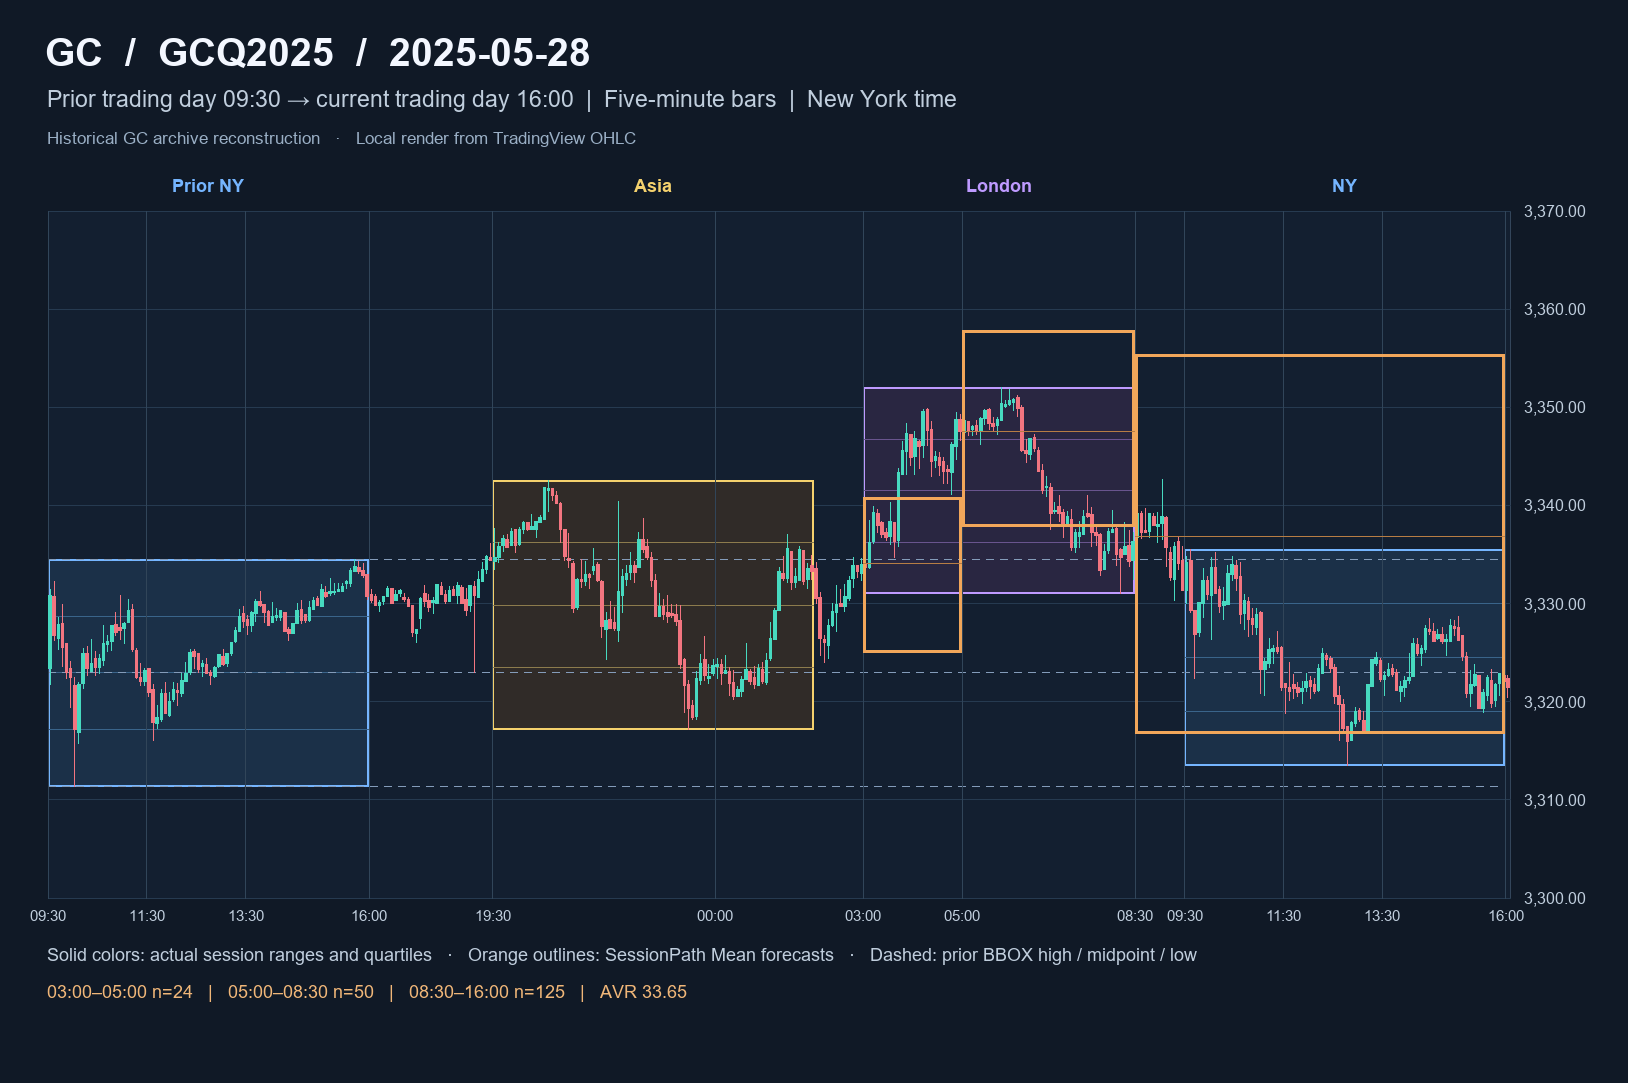 GC / GCQ2025 / 2025-05-28
Prior trading day 09:30 → current trading day 16:00 | Five-minute bars | New York time
Historical GC archive reconstruction · Local render from TradingView OHLC
Prior NY Asia London NY
3,370.00
3,360.00
3,350.00
3,340.00
3,330.00
3,320.00
3,310.00
3,300.00
09:30 11:30 13:30 16:00 19:30 00:00 03:00 05:00 08:30 09:30 11:30 13:30 16:00
Solid colors: actual session ranges and quartiles · Orange outlines: SessionPath Mean forecasts · Dashed: prior BBOX high / midpoint / low
03:00–05:00 n=24 | 05:00–08:30 n=50 | 08:30–16:00 n=125 | AVR 33.65